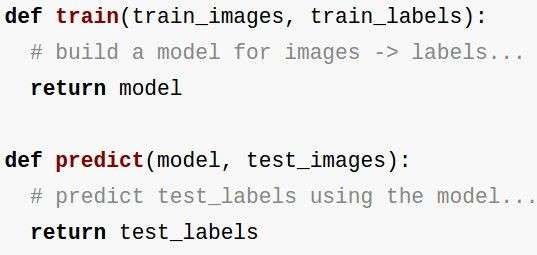 def train(train_images, train_labels):
# build a model for images -> labels...
return model
def predict(model, test_images):
# predict test_labels using the model...
return test_labels